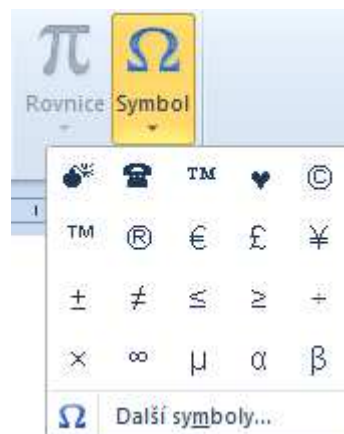 π Ω
Rovnice Symbol
💣 ☎ ™ ♥ ©
™ ® € £ ¥
± ≠ ≤ ≥ ÷
× ∞ µ α β
Ω Další symboly...